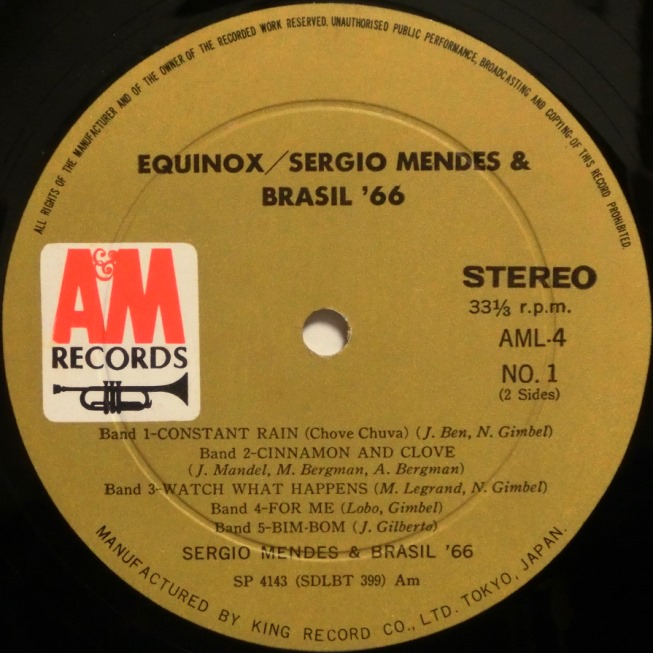 ALL RIGHTS OF THE MANUFACTURER AND OF THE OWNER OF THE RECORDED WORK RESERVED. UNAUTHORISED PUBLIC PERFORMANCE, BROADCASTING AND COPYING OF THIS RECORD PROHIBITED.
EQUINOX/SERGIO MENDES &
BRASIL '66
A&M
RECORDS
STEREO
33⅓ r.p.m.
AML-4
NO. 1
(2 Sides)
Band 1-CONSTANT RAIN (Chove Chuva) (J. Ben, N. Gimbel)
Band 2-CINNAMON AND CLOVE
(J. Mandel, M. Bergman, A. Bergman)
Band 3-WATCH WHAT HAPPENS (M. Legrand, N. Gimbel)
Band 4-FOR ME (Lobo, Gimbel)
Band 5-BIM-BOM (J. Gilberto)
SERGIO MENDES & BRASIL '66
SP 4143 (SDLBT 399) Am
MANUFACTURED BY KING RECORD CO., LTD. TOKYO, JAPAN.